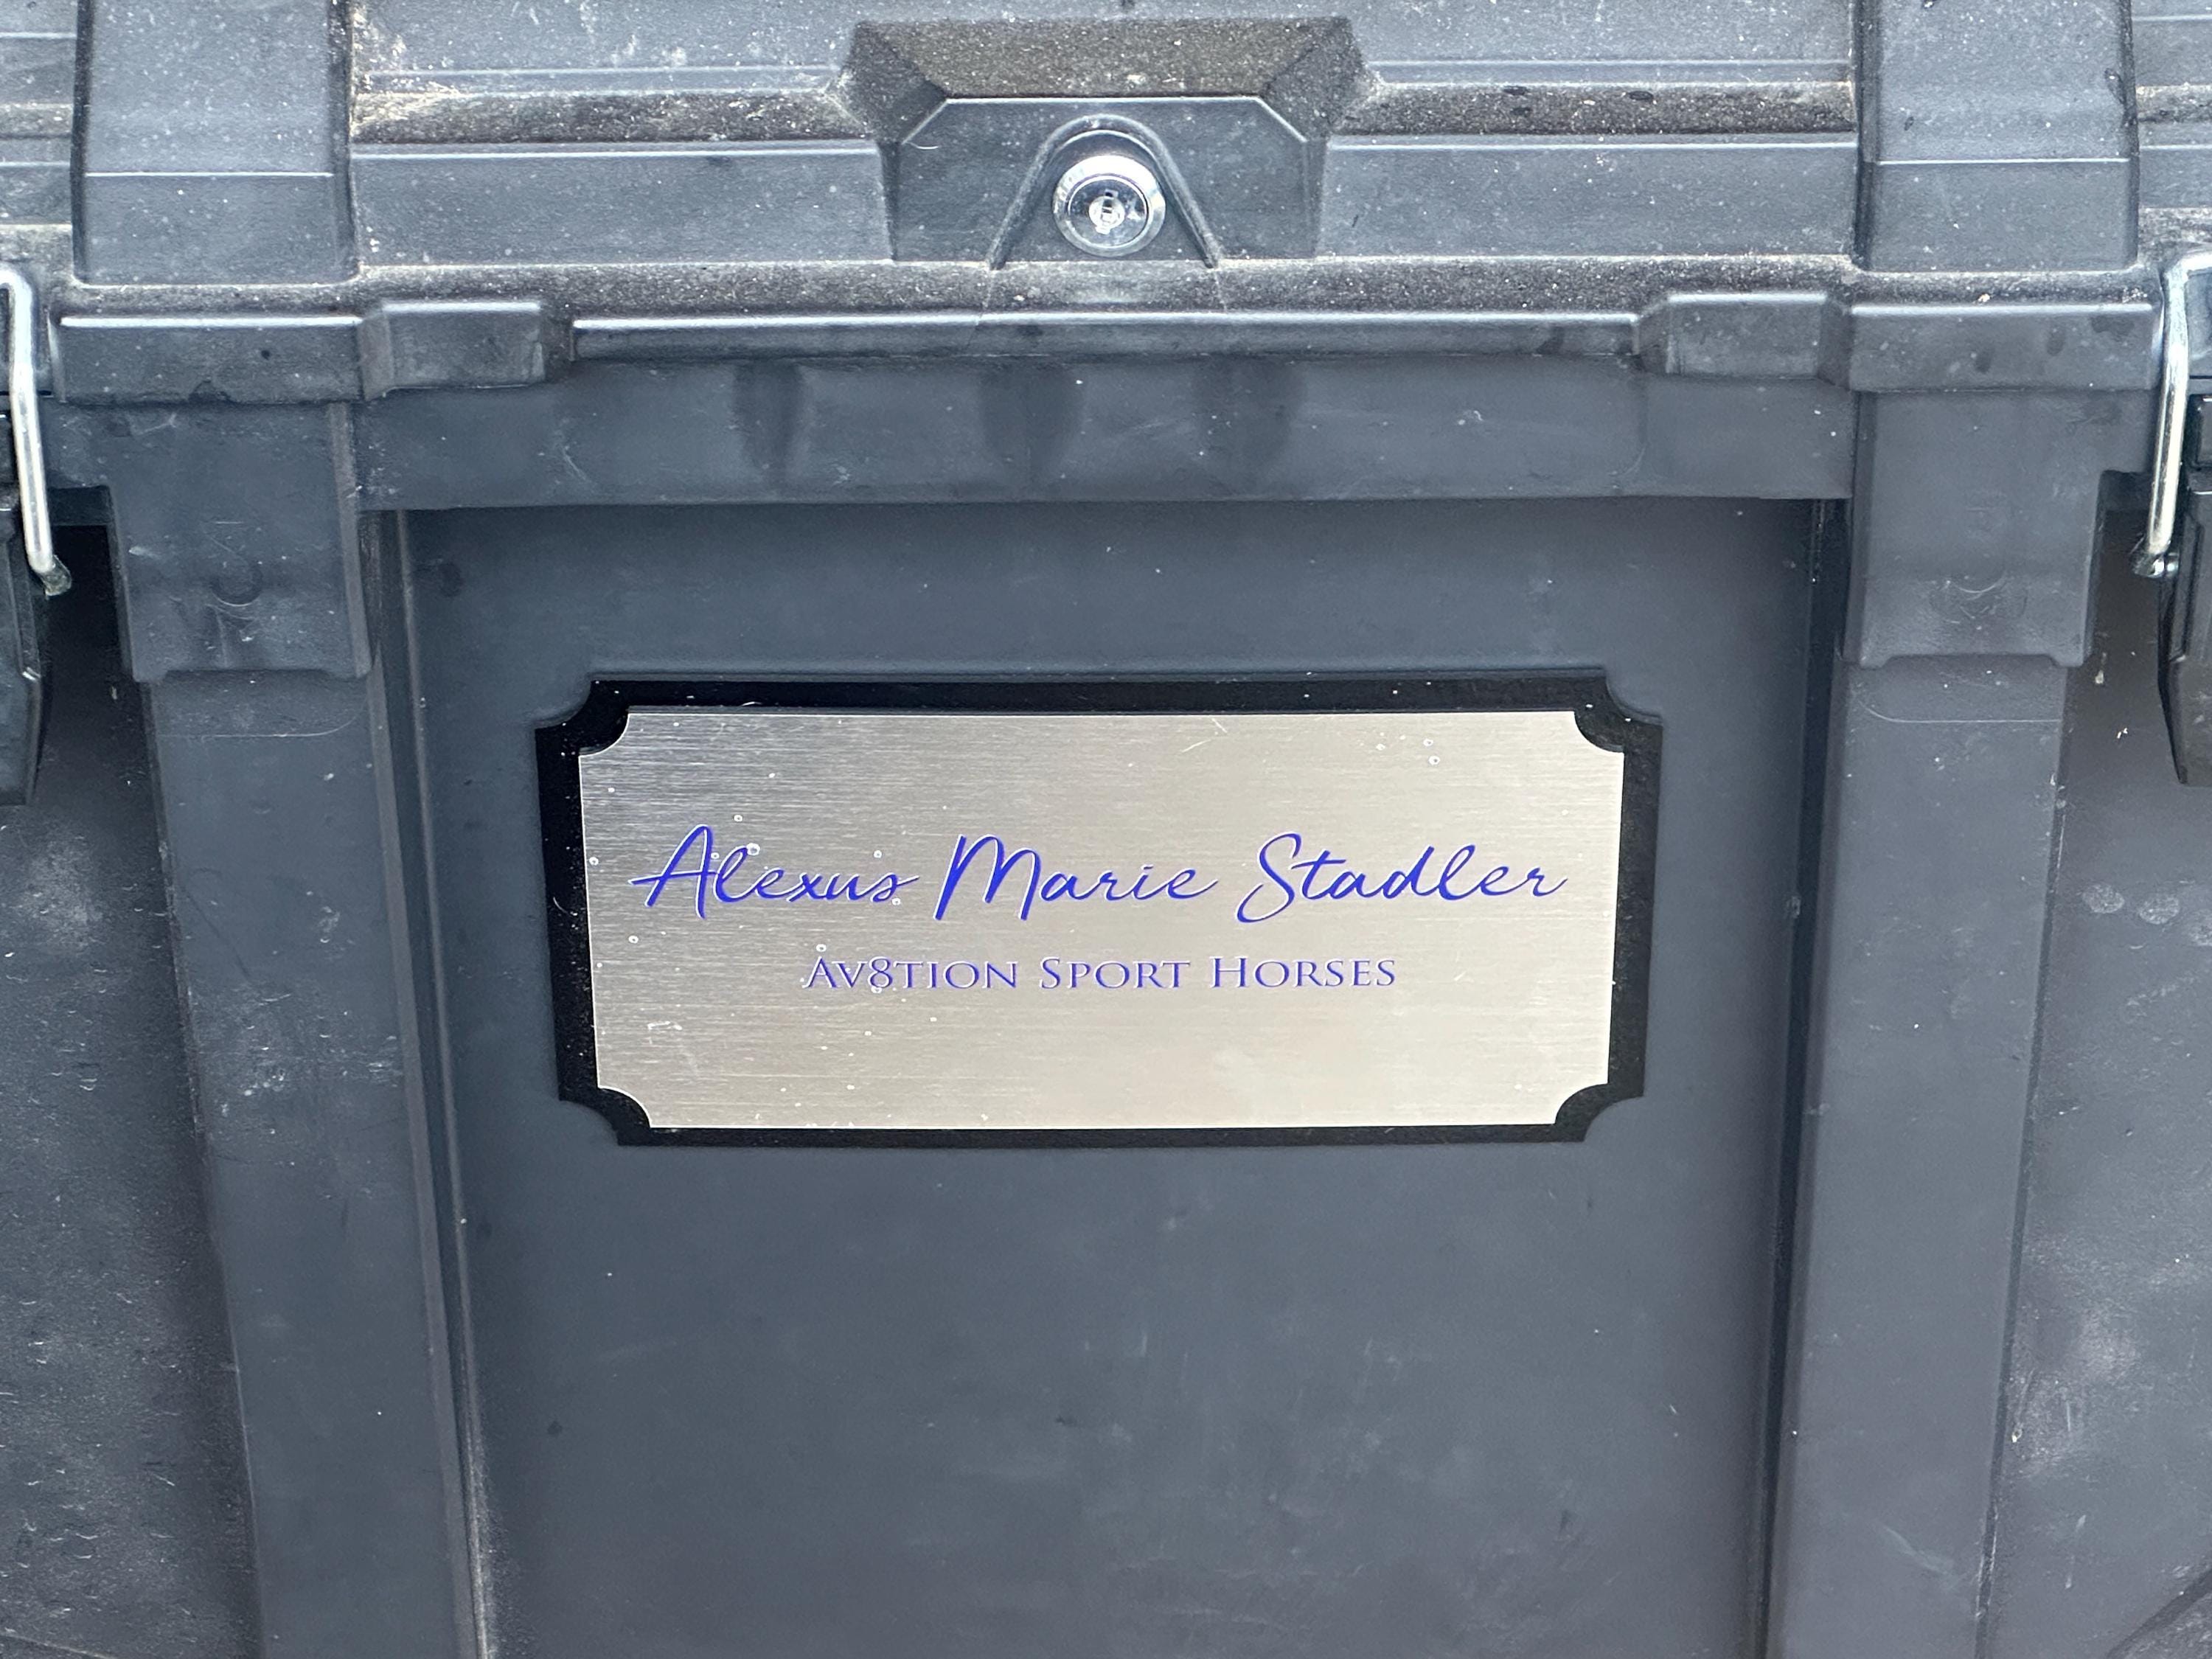 Alexus Marie Stadler
Av8tion Sport Horses